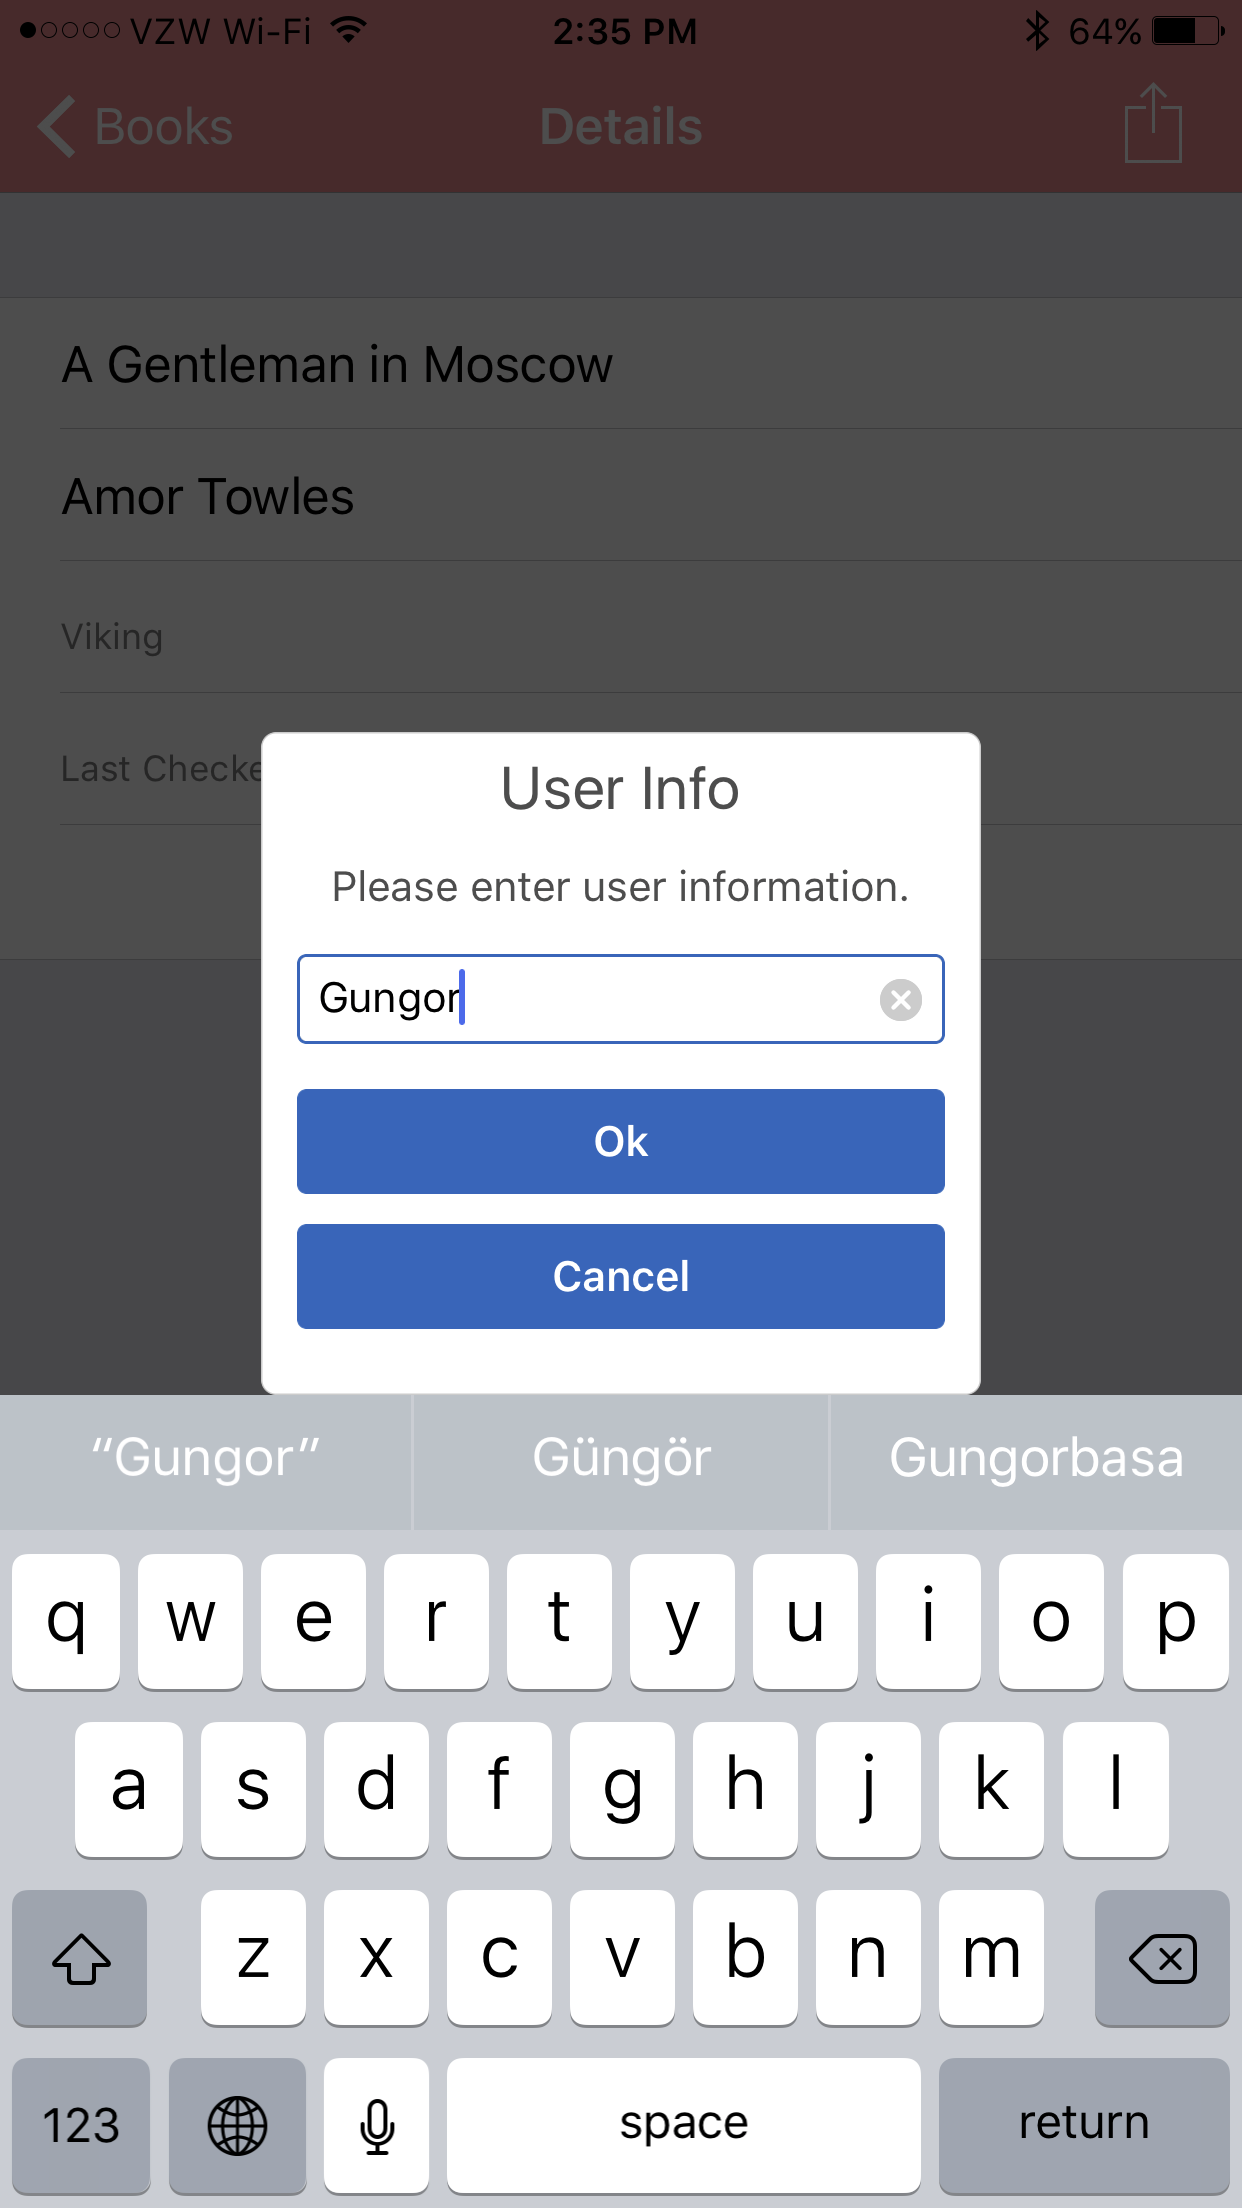 VZW Wi-Fi 2:35 PM 64%
Books Details
A Gentleman in Moscow
Amor Towles
Viking
Last Checke
User Info
Please enter user information.
Gungor
Ok
Cancel
“Gungor” Güngör Gungorbasa
q w e r t y u i o p
a s d f g h j k l
z x c v b n m
123 space return